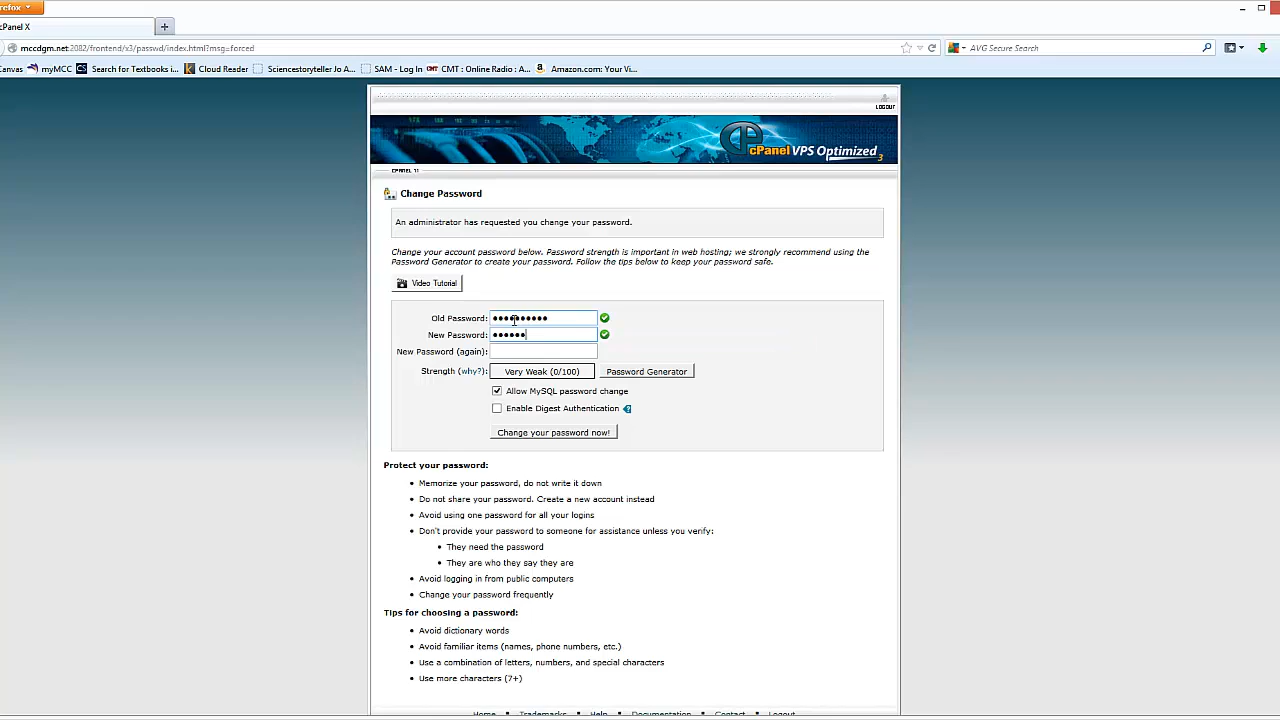 refox
cPanel X
mccdgm.net:2082/frontend/x3/passwd/index.html?msg=forced
AVG Secure Search
Canvas myMCC Search for Textbooks i... Cloud Reader Sciencestoryteller Jo A... SAM - Log In CMT : Online Radio : A... Amazon.com: Your Vi...
LOGOUT
cPanel VPS Optimized 3
CPANEL 11
Change Password
An administrator has requested you change your password.
Change your account password below. Password strength is important in web hosting; we strongly recommend using the
Password Generator to create your password. Follow the tips below to keep your password safe.
Video Tutorial
Old Password:
New Password:
New Password (again):
Strength (why?): Very Weak (0/100) Password Generator
Allow MySQL password change
Enable Digest Authentication ?
Change your password now!
Protect your password:
Memorize your password, do not write it down
Do not share your password. Create a new account instead
Avoid using one password for all your logins
Don't provide your password to someone for assistance unless you verify:
They need the password
They are who they say they are
Avoid logging in from public computers
Change your password frequently
Tips for choosing a password:
Avoid dictionary words
Avoid familiar items (names, phone numbers, etc.)
Use a combination of letters, numbers, and special characters
Use more characters (7+)
Home Trademarks Help Documentation Contact Logout